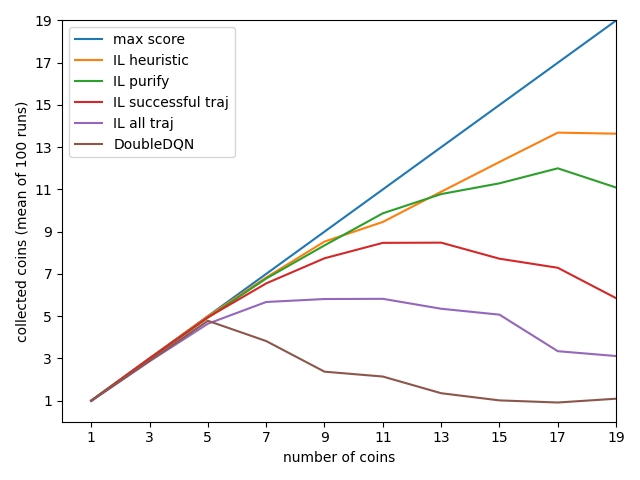 19
17
15
13
11
9
7
5
3
1
collected coins (mean of 100 runs)
max score
IL heuristic
IL purify
IL successful traj
IL all traj
DoubleDQN
1 3 5 7 9 11 13 15 17 19
number of coins